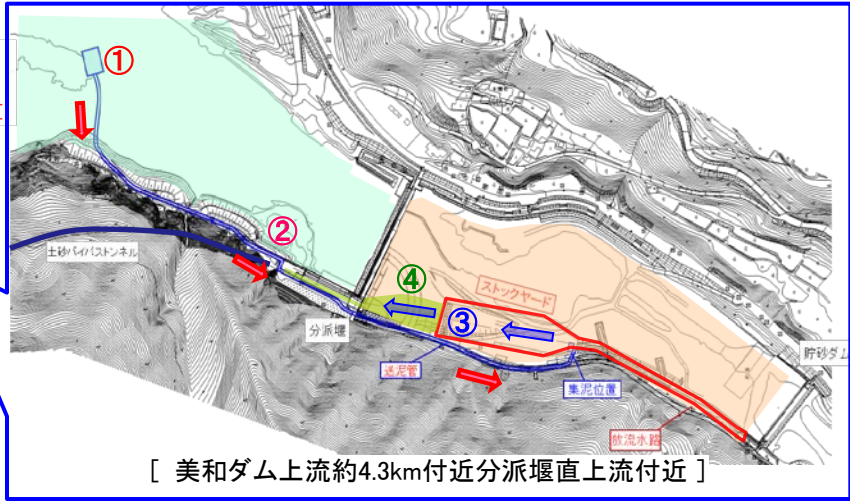 ①
②
土砂バイパストンネル
④
ストックヤード
③
分派堰
貯砂ダム
送泥管
集泥位置
放流水路
[ 美和ダム上流約4.3km付近分派堰直上流付近 ]